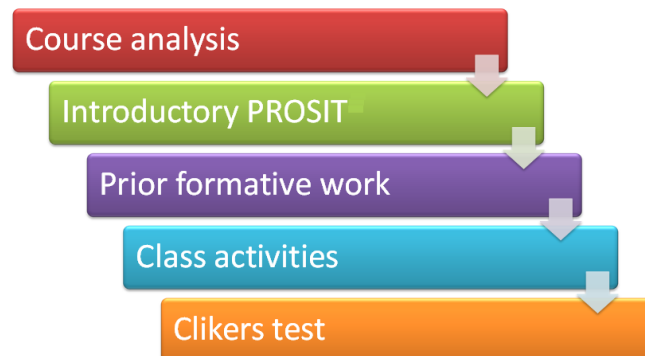 Course analysis
Introductory PROSIT
Prior formative work
Class activities
Clikers test